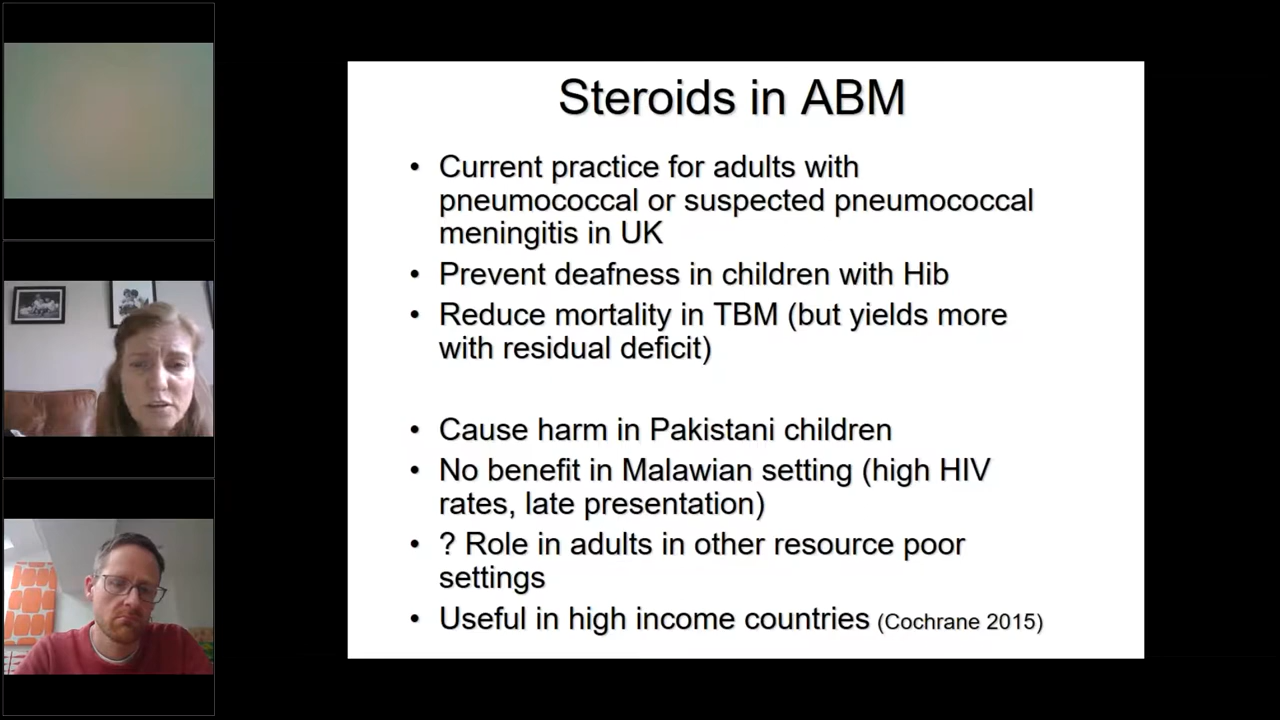 Steroids in ABM
• Current practice for adults with
pneumococcal or suspected pneumococcal
meningitis in UK
• Prevent deafness in children with Hib
• Reduce mortality in TBM (but yields more
with residual deficit)
• Cause harm in Pakistani children
• No benefit in Malawian setting (high HIV
rates, late presentation)
• ? Role in adults in other resource poor
settings
• Useful in high income countries (Cochrane 2015)